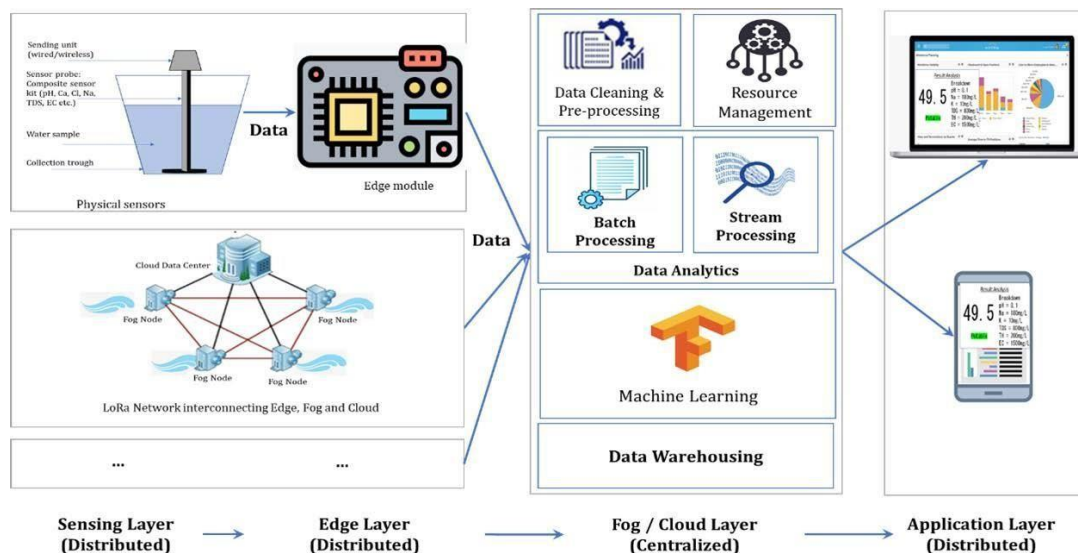 Sending unit
(wired/wireless)
Sensor probe:
Composite sensor
kit (pH, Ca, Cl, Na,
TDS, EC etc.)
Water sample
Collection trough
Physical sensors
Data
Edge module
Cloud Data Center
Fog Node
Fog Node
Fog Node
Fog Node
LoRa Network interconnecting Edge, Fog and Cloud
...
...
Data
Data Cleaning &
Pre-processing
Resource
Management
Batch
Processing
Stream
Processing
Data Analytics
Machine Learning
Data Warehousing
Result Analysis
49.5
Breakdown
Result Analysis
49.5
Breakdown
Sensing Layer
(Distributed)
Edge Layer
(Distributed)
Fog / Cloud Layer
(Centralized)
Application Layer
(Distributed)